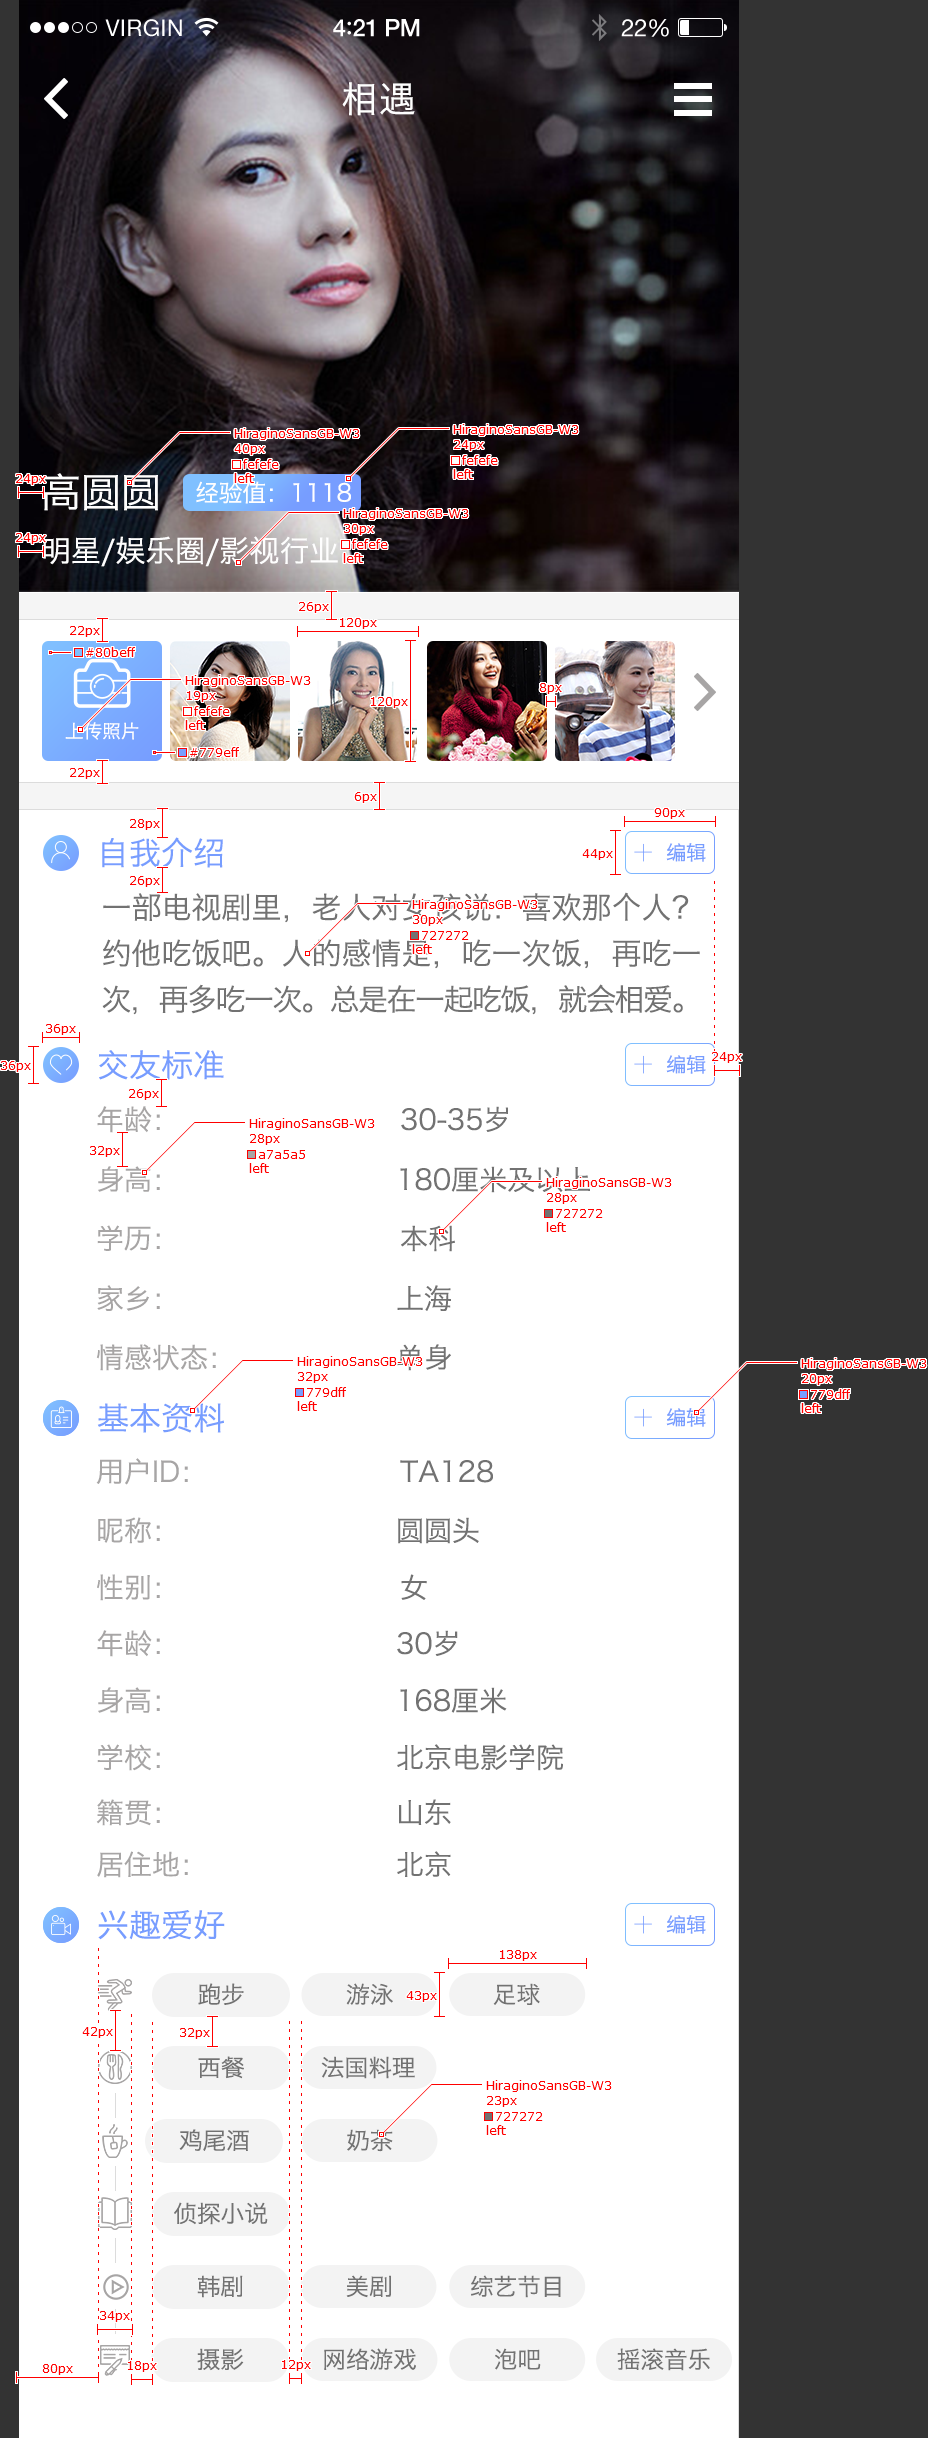 VIRGIN 4:21 PM 22%
相遇
HiraginoSansGB-W3
40px
fefefe
left
HiraginoSansGB-W3
24px
fefefe
left
24px
高圆圆
经验值：1118
HiraginoSansGB-W3
30px
fefefe
left
24px
明星/娱乐圈/影视行业
26px
22px
120px
#80beff
HiraginoSansGB-W3
19px
fefefe
left
120px
8px
上传照片
#779eff
22px
6px
28px
90px
44px
自我介绍
编辑
26px
一部电视剧里，老人对女孩说：喜欢那个人？
HiraginoSansGB-W3
30px
727272
left
约他吃饭吧。人的感情是，吃一次饭，再吃一
次，再多吃一次。总是在一起吃饭，就会相爱。
36px
36px
交友标准
编辑
24px
26px
年龄：
30-35岁
HiraginoSansGB-W3
28px
a7a5a5
left
32px
身高：
180厘米及以上
HiraginoSansGB-W3
28px
727272
left
学历：
本科
家乡：
上海
情感状态：
单身
HiraginoSansGB-W3
32px
779dff
left
HiraginoSansGB-W3
20px
779dff
left
基本资料
编辑
用户ID：
TA128
昵称：
圆圆头
性别：
女
年龄：
30岁
身高：
168厘米
学校：
北京电影学院
籍贯：
山东
居住地：
北京
兴趣爱好
编辑
138px
跑步 游泳 足球
43px
42px
32px
西餐 法国料理
HiraginoSansGB-W3
23px
727272
left
鸡尾酒 奶茶
侦探小说
韩剧 美剧 综艺节目
34px
摄影 网络游戏 泡吧 摇滚音乐
80px
18px
12px